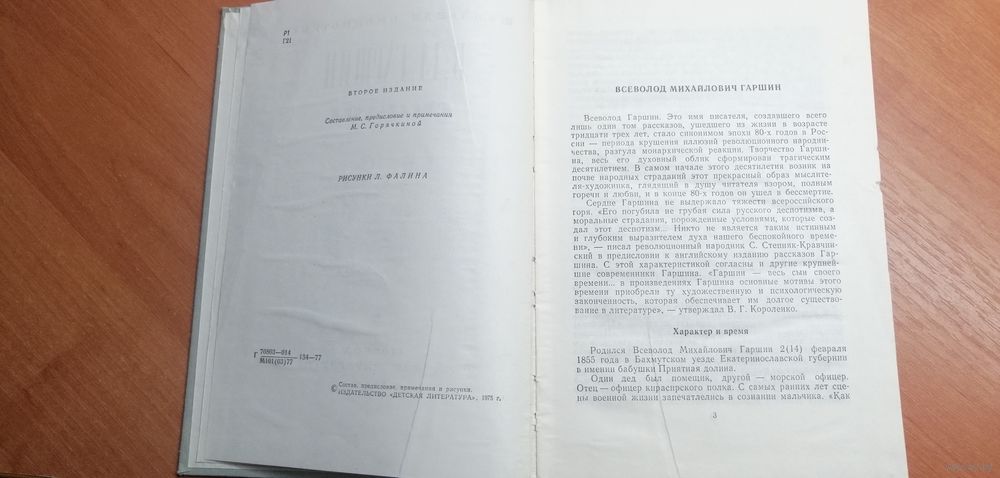 Р1
Г21
ВТОРОЕ ИЗДАНИЕ
Составление, предисловие и примечания
М. С. Горячкиной
РИСУНКИ Л. ФАЛИНА
Г 70803—014
М101(03)77 134—77
© Состав, предисловие, примечания и рисунки.
ИЗДАТЕЛЬСТВО «ДЕТСКАЯ ЛИТЕРАТУРА», 1975 г.
ВСЕВОЛОД МИХАЙЛОВИЧ ГАРШИН
Всеволод Гаршин. Это имя писателя, создавшего всего
лишь один том рассказов, ушедшего из жизни в возрасте
тридцати трех лет, стало синонимом эпохи 80-х годов в Рос-
сии — периода крушения иллюзий революционного народни-
чества, разгула монархической реакции. Творчество Гарши-
на, весь его духовный облик сформирован трагическим
десятилетием. В самом начале этого десятилетия возник на
почве народных страданий этот прекрасный образ мыслите-
ля-художника, глядящий в душу читателя взором, полным
горечи и любви, и в конце 80-х годов он ушел в бессмертие.
Сердце Гаршина не выдержало тяжести всероссийского
горя. «Его погубила не грубая сила русского деспотизма, а
моральные страдания, порожденные условиями, которые соз-
дал этот деспотизм... Никто не является таким истинным
и глубоким выразителем духа нашего беспокойного време-
ни», — писал революционный народник С. Степняк-Кравчин-
ский в предисловии к английскому изданию рассказов Гар-
шина. С этой характеристикой согласны и другие крупней-
шие современники Гаршина. «Гаршин — весь сын своего
времени... в произведениях Гаршина основные мотивы этого
времени приобрели ту художественную и психологическую
законченность, которая обеспечивает им долгое существо-
вание в литературе», — утверждал В. Г. Короленко.
Характер и время
Родился Всеволод Михайлович Гаршин 2(14) февраля
1855 года в Бахмутском уезде Екатеринославской губернии
в имении бабушки Приятная долина.
Один дед был помещик, другой — морской офицер.
Отец — офицер кирасирского полка. С самых ранних лет сце-
ны военной жизни запечатлелись в сознании мальчика. «Как
3